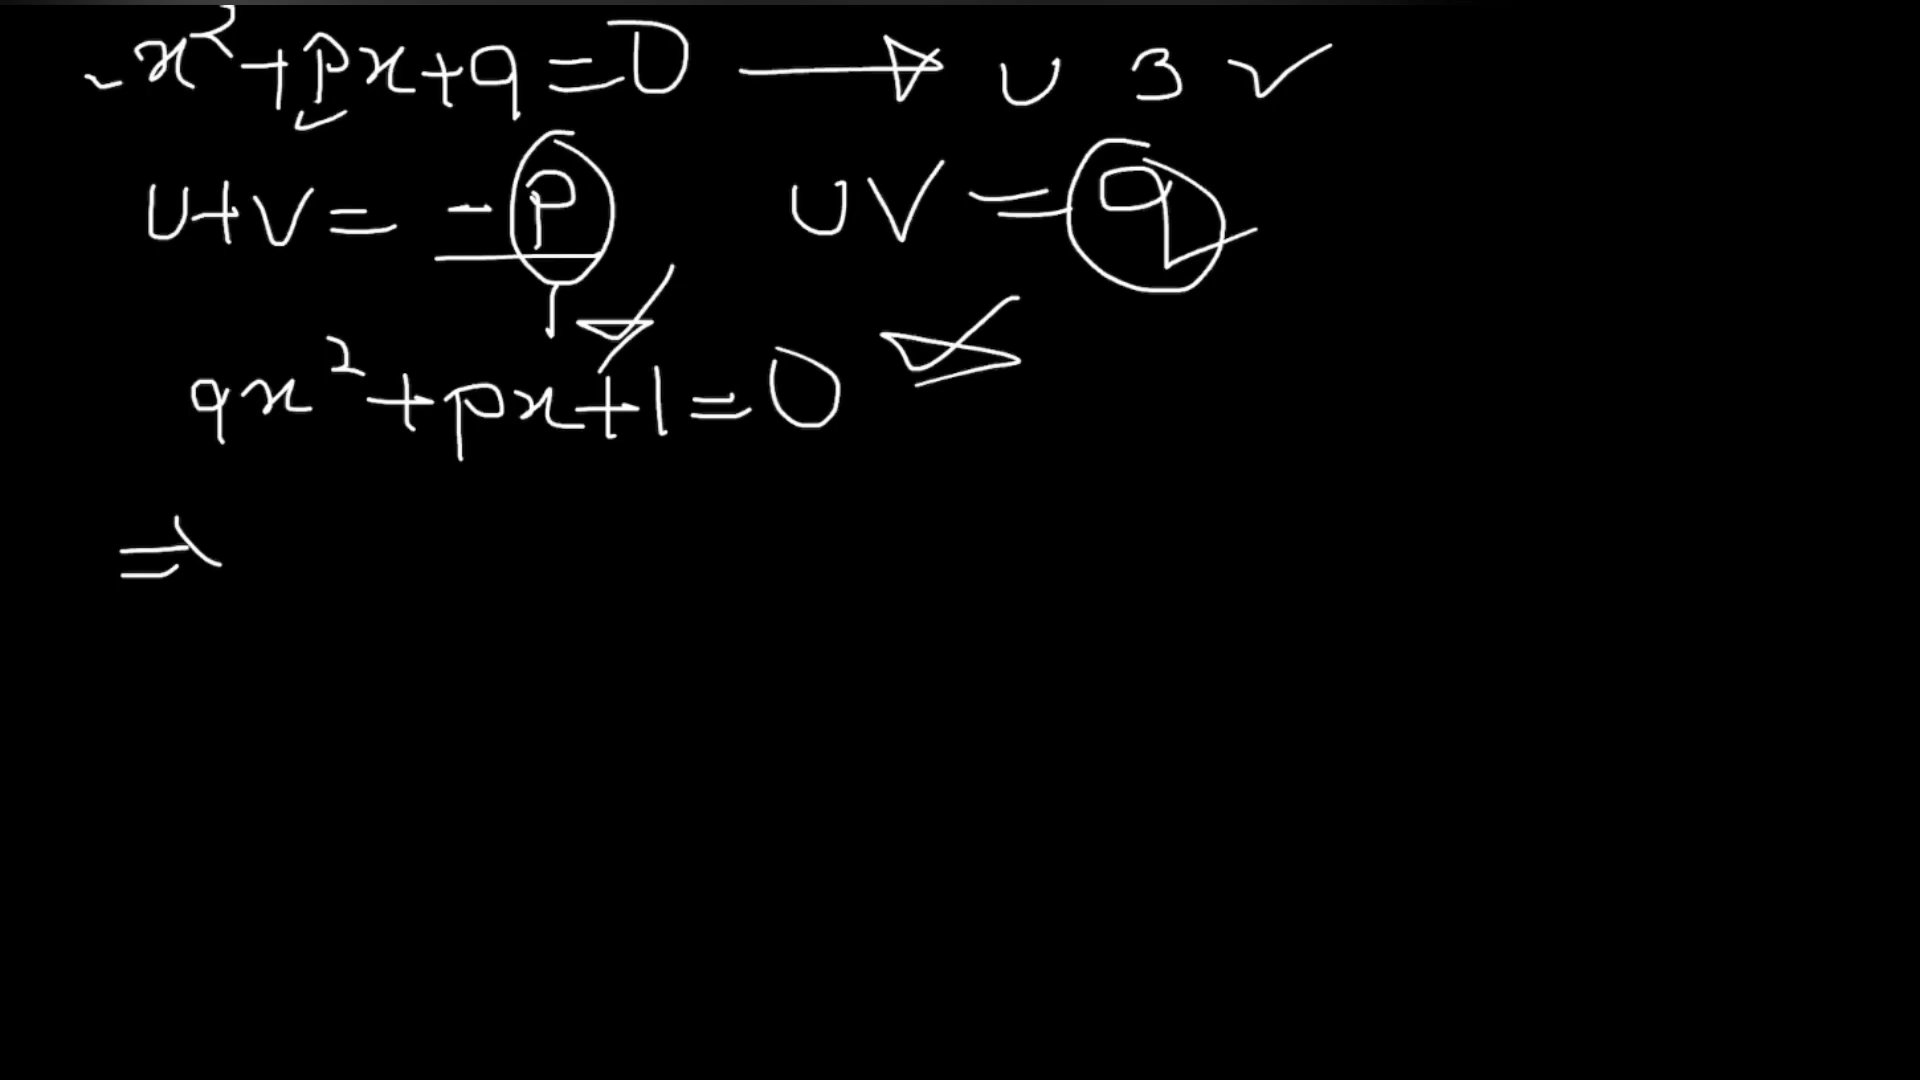 x² + px + q = 0 → u 3 v
u + v = -p uv = q
qx² + px + 1 = 0
⇒